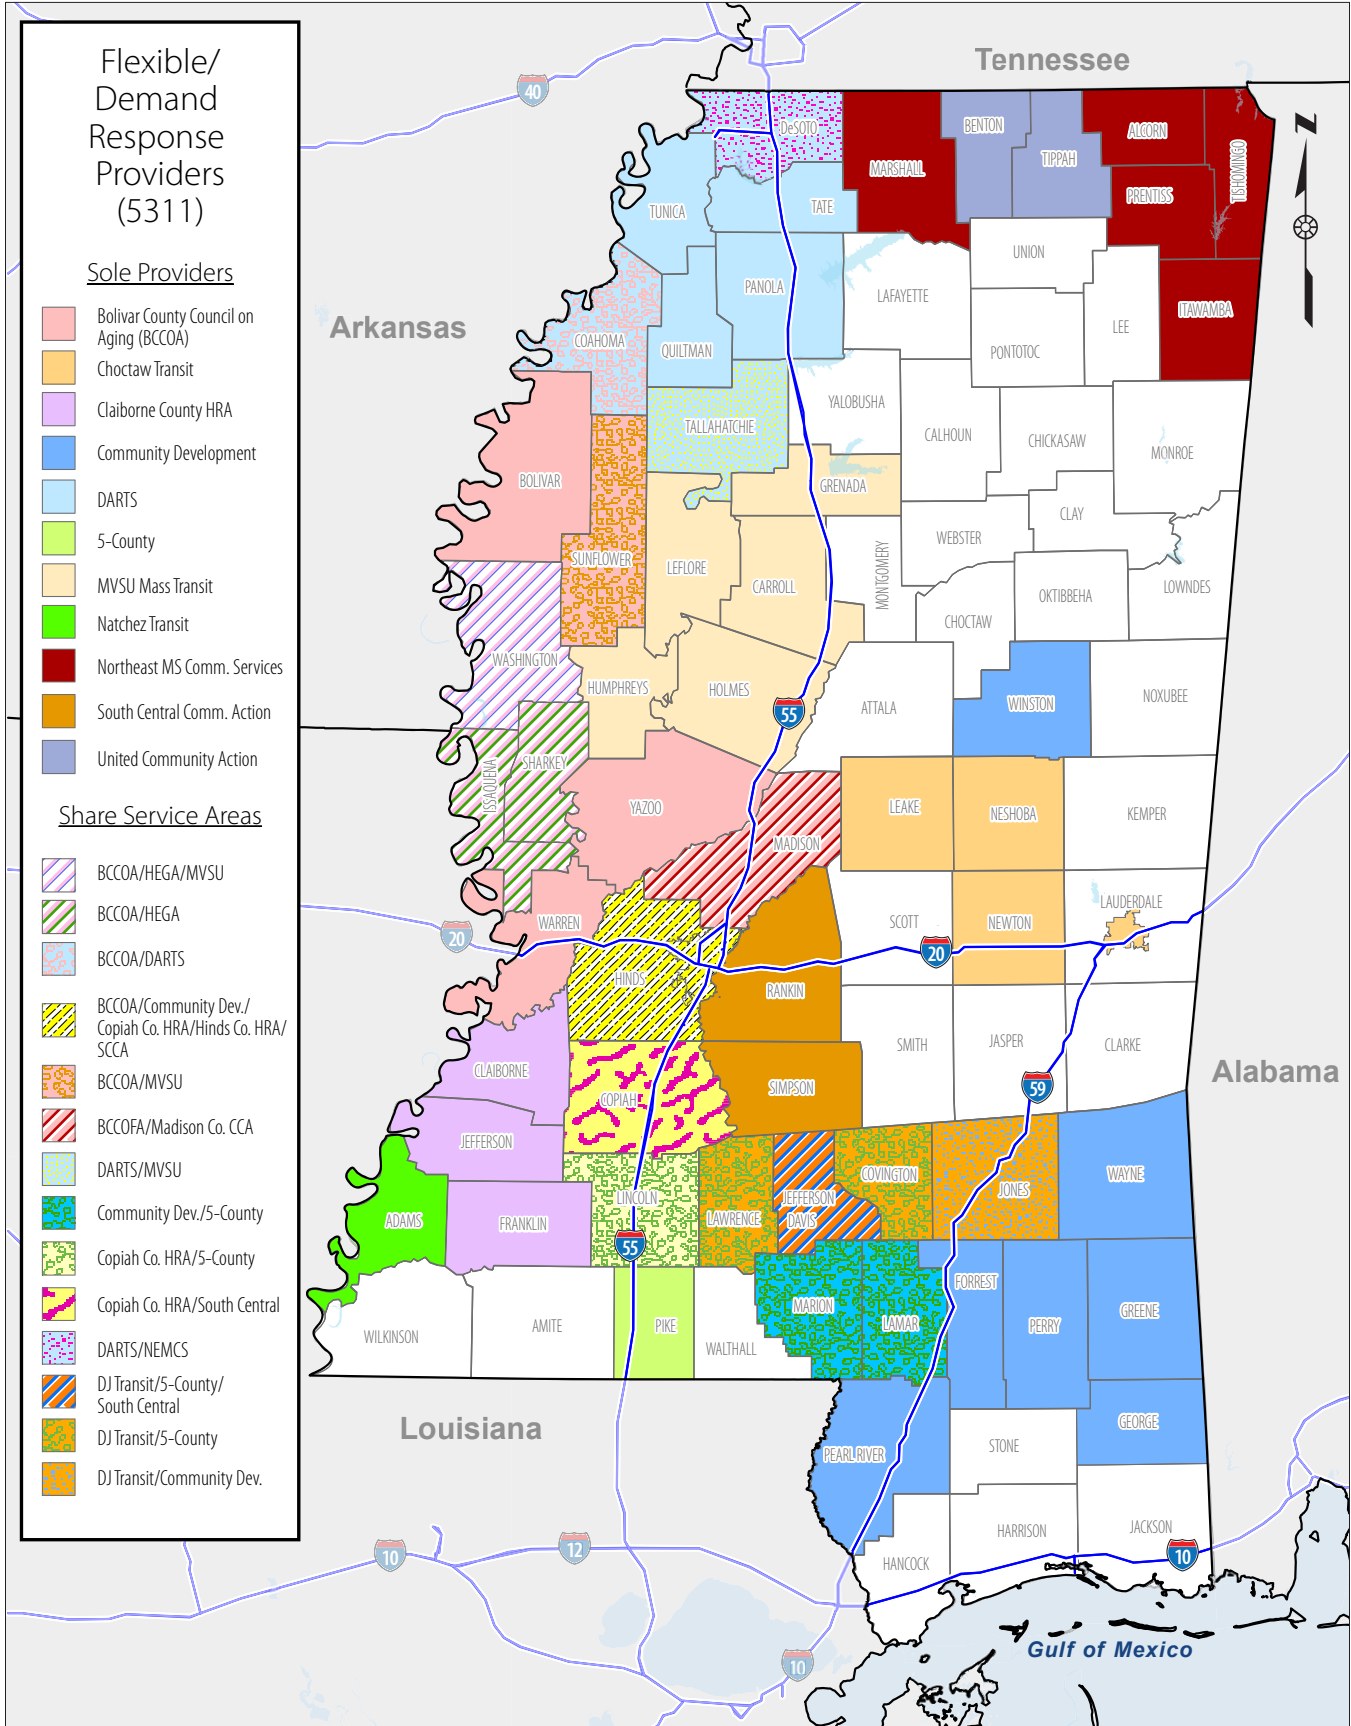 Flexible/
Demand
Response
Providers
(5311)
Sole Providers
Bolivar County Council on
Aging (BCCOA)
Choctaw Transit
Claiborne County HRA
Community Development
DARTS
5-County
MVSU Mass Transit
Natchez Transit
Northeast MS Comm. Services
South Central Comm. Action
United Community Action
Share Service Areas
BCCOA/HEGA/MVSU
BCCOA/HEGA
BCCOA/DARTS
BCCOA/Community Dev./
Copiah Co. HRA/Hinds Co. HRA/
SCCA
BCCOA/MVSU
BCCOFA/Madison Co. CCA
DARTS/MVSU
Community Dev./5-County
Copiah Co. HRA/5-County
Copiah Co. HRA/South Central
DARTS/NEMCS
DJ Transit/5-County/
South Central
DJ Transit/5-County
DJ Transit/Community Dev.
Tennessee
Arkansas
Alabama
Louisiana
Gulf of Mexico
N
40
DeSOTO
MARSHALL
BENTON
TIPPAH
ALCORN
TISHOMINGO
PRENTISS
TUNICA
TATE
UNION
PANOLA
LAFAYETTE
LEE
ITAWAMBA
COAHOMA
QUILTMAN
PONTOTOC
YALOBUSHA
TALLAHATCHIE
CALHOUN
CHICKASAW
MONROE
BOLIVAR
GRENADA
CLAY
WEBSTER
SUNFLOWER
LEFLORE
CARROLL
MONTGOMERY
OKTIBBEHA
LOWNDES
CHOCTAW
WASHINGTON
HUMPHREYS
HOLMES
55
ATTALA
WINSTON
NOXUBEE
ISSAQUENA
SHARKEY
YAZOO
MADISON
LEAKE
NESHOBA
KEMPER
20
WARREN
SCOTT
NEWTON
LAUDERDALE
20
HINDS
RANKIN
SMITH
JASPER
CLARKE
CLAIBORNE
COPIAH
SIMPSON
59
JEFFERSON
ADAMS
FRANKLIN
LINCOLN
LAWRENCE
JEFFERSON
DAVIS
COVINGTON
JONES
WAYNE
55
WILKINSON
AMITE
PIKE
WALTHALL
MARION
LAMAR
FORREST
PERRY
GREENE
PEARL RIVER
STONE
GEORGE
HANCOCK
HARRISON
JACKSON
10
12
10
10